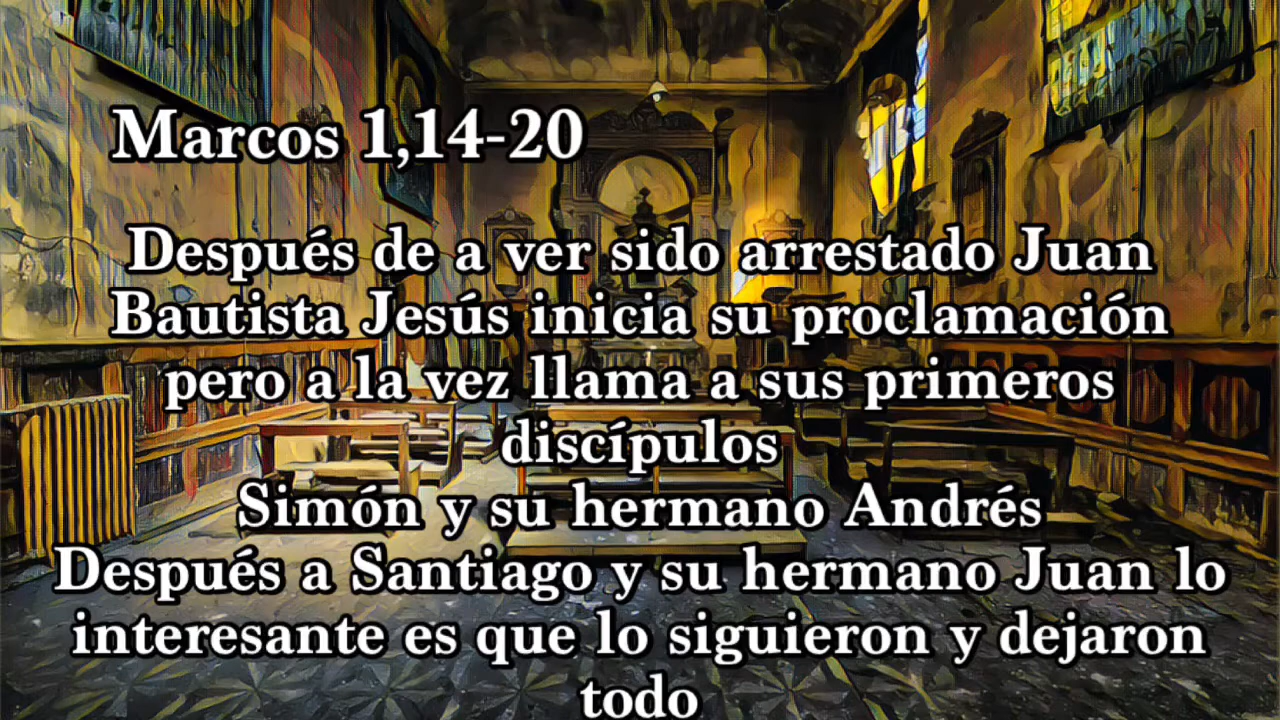 Marcos 1,14-20
Después de a ver sido arrestado Juan
Bautista Jesús inicia su proclamación
pero a la vez llama a sus primeros
discípulos
Simón y su hermano Andrés
Después a Santiago y su hermano Juan lo
interesante es que lo siguieron y dejaron
todo